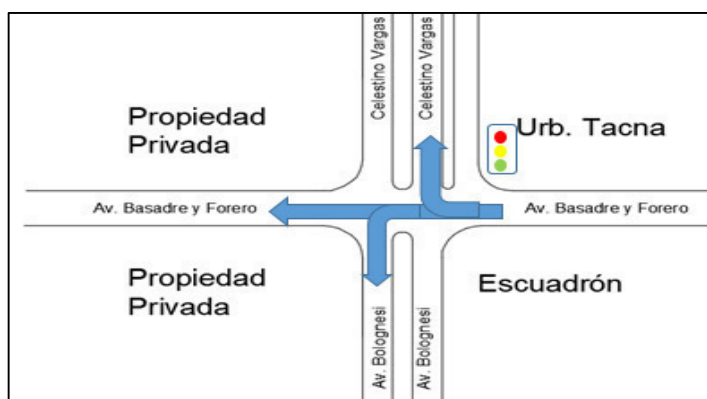 Celestino Vargas
Celestino Vargas
Propiedad
Privada
Urb. Tacna
Av. Basadre y Forero
Av. Basadre y Forero
Propiedad
Privada
Escuadrón
Av. Bolognesi
Av. Bolognesi